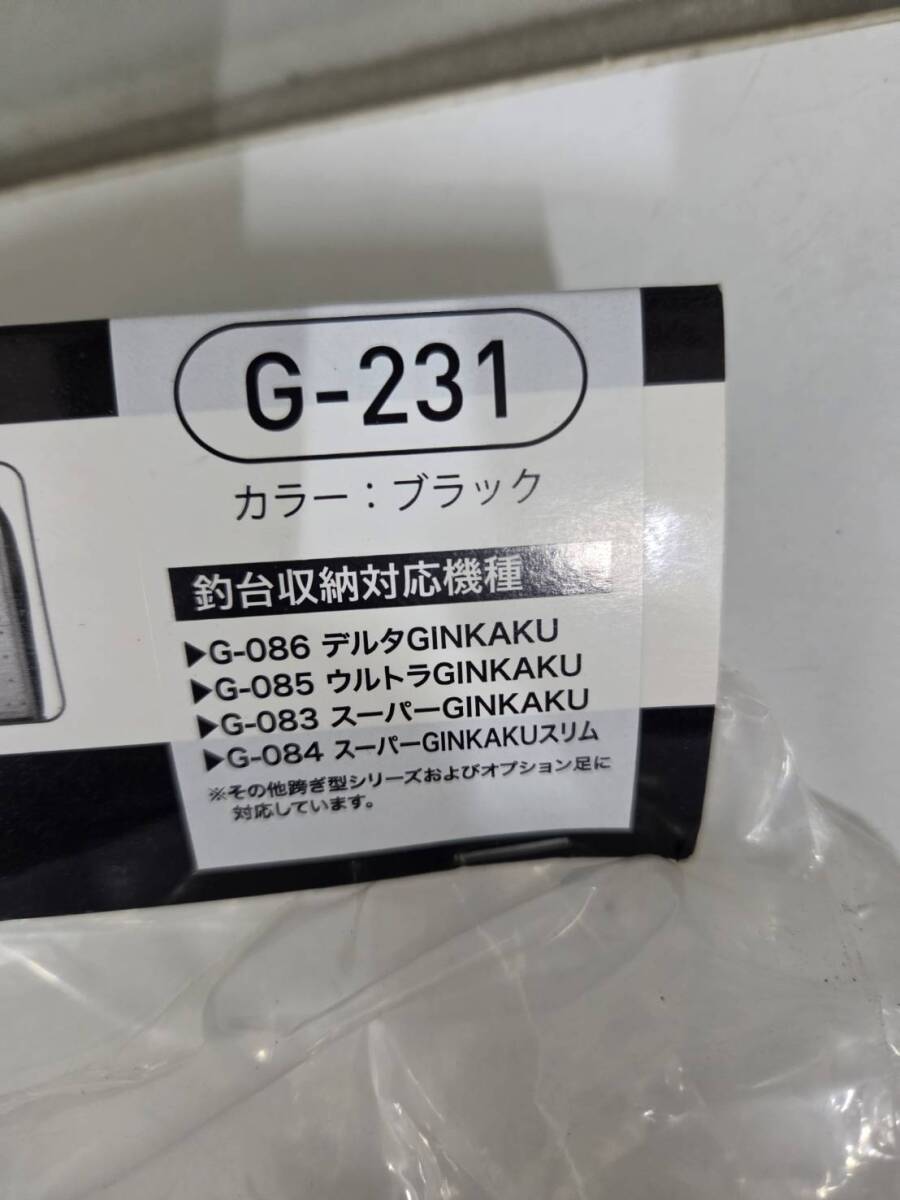 G-231
カラー：ブラック
釣台収納対応機種
▶G-086 デルタGINKAKU
▶G-085 ウルトラGINKAKU
▶G-083 スーパーGINKAKU
▶G-084 スーパーGINKAKUスリム
※その他跨ぎ型シリーズおよびオプション足に
対応しています。